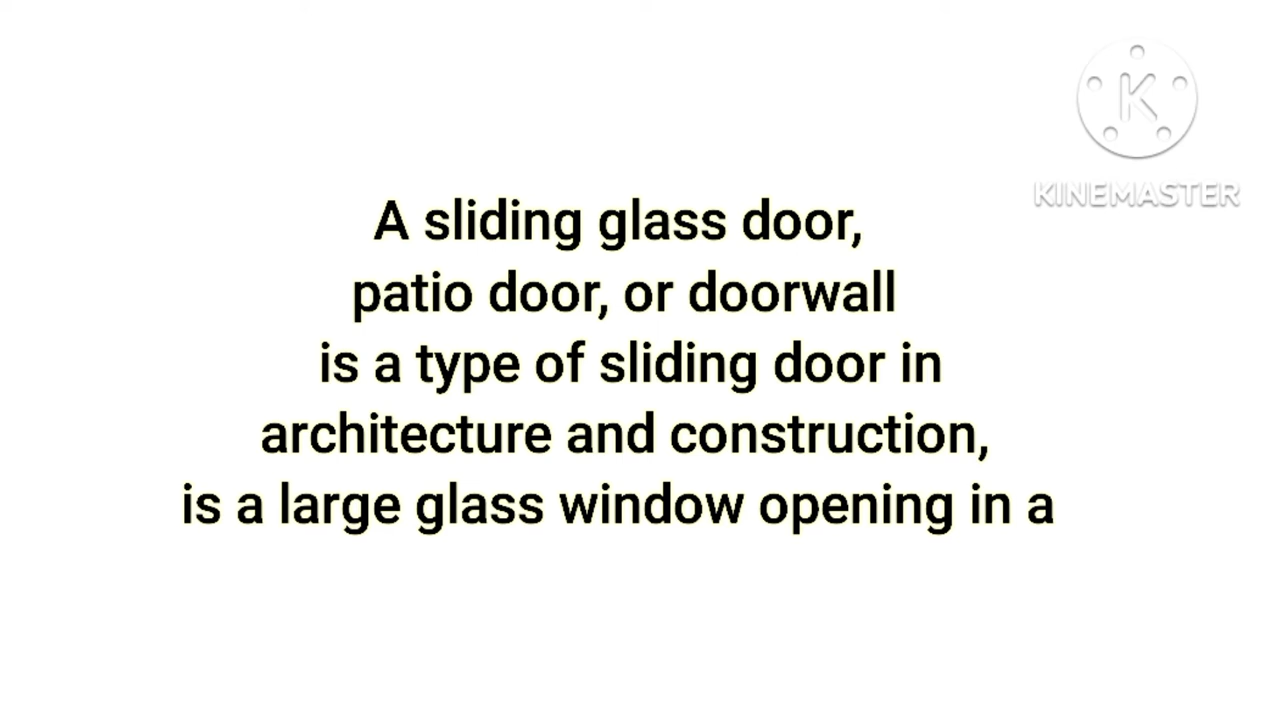 KINEMASTER
A sliding glass door,
patio door, or doorwall
is a type of sliding door in
architecture and construction,
is a large glass window opening in a